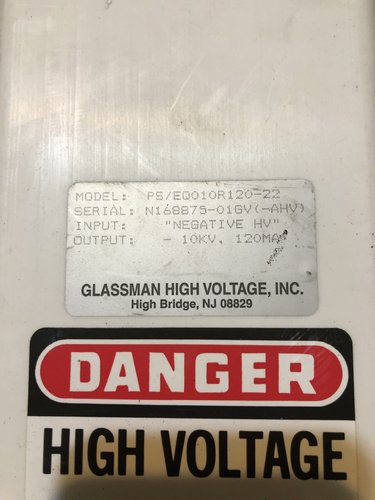 MODEL: PS/EQ010R120-22
SERIAL: N168875-01GV(-AHV)
INPUT: "NEGATIVE HV"
OUTPUT: - 10KV, 120MA
GLASSMAN HIGH VOLTAGE, INC.
High Bridge, NJ 08829
DANGER
HIGH VOLTAGE